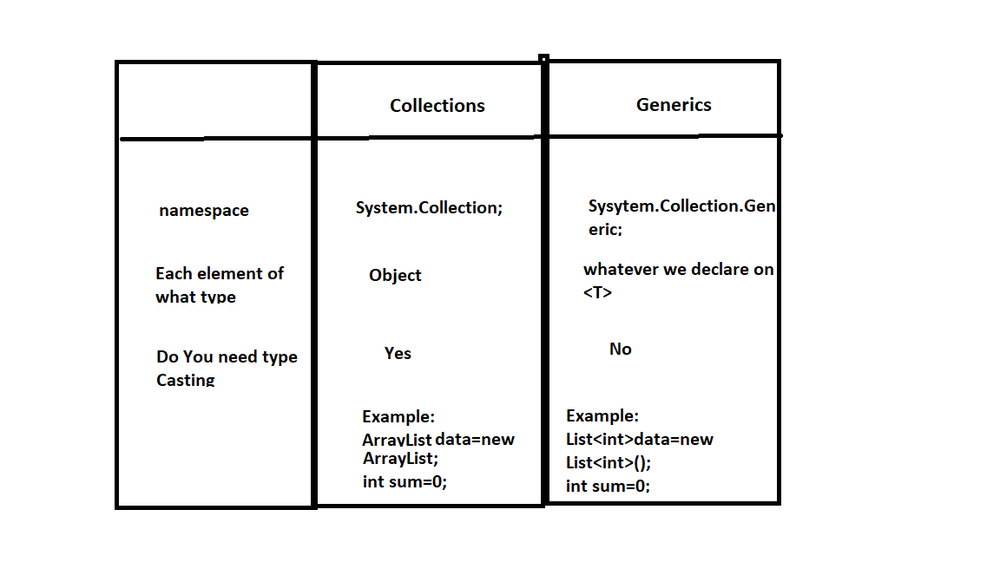 Collections
Generics
namespace
System.Collection;
Sysytem.Collection.Gen
eric;
Each element of
what type
Object
whatever we declare on
<T>
Do You need type
Casting
Yes
No
Example:
ArrayList data=new
ArrayList;
int sum=0;
Example:
List<int>data=new
List<int>();
int sum=0;